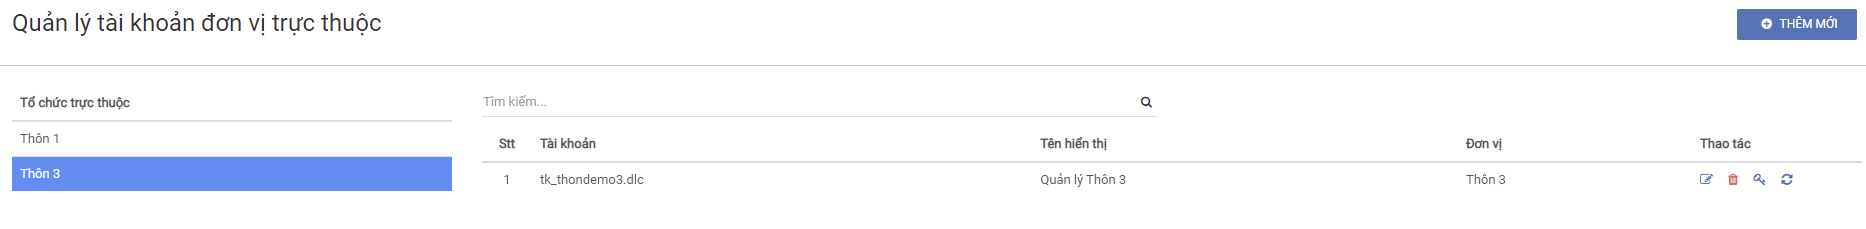 Quản lý tài khoản đơn vị trực thuộc
THÊM MỚI
Tổ chức trực thuộc
Thôn 1
Thôn 3
Tìm kiếm...
Stt Tài khoản Tên hiển thị Đơn vị Thao tác
1 tk_thondemo3.dlc Quản lý Thôn 3 Thôn 3